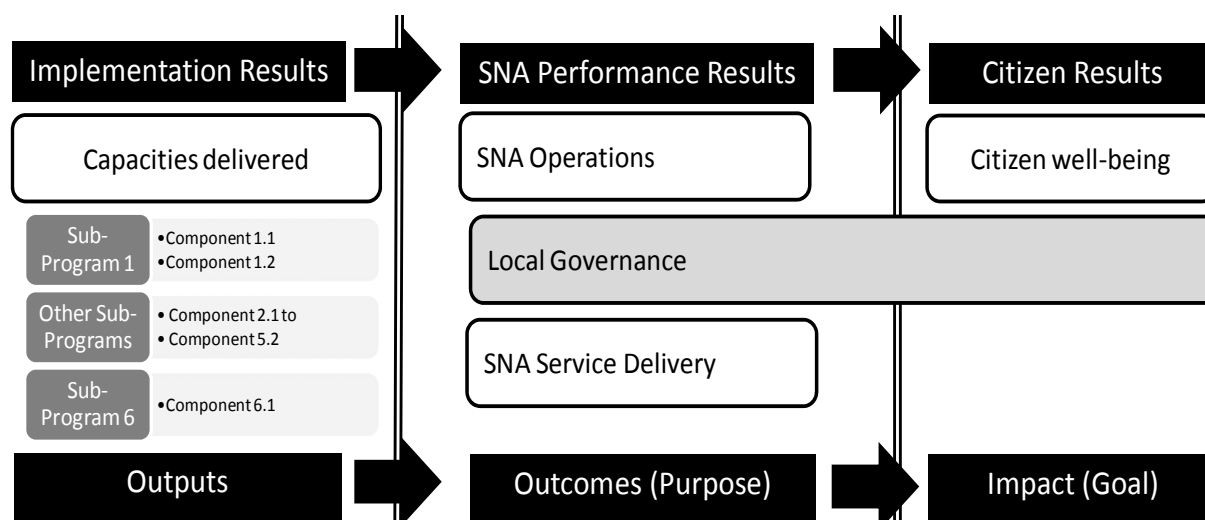 Implementation Results
SNA Performance Results
Citizen Results
Capacities delivered
SNA Operations
Citizen well-being
Sub-
Program 1
•Component 1.1
•Component 1.2
Local Governance
Other Sub-
Programs
• Component 2.1 to
• Component 5.2
SNA Service Delivery
Sub-
Program 6
•Component 6.1
Outputs
Outcomes (Purpose)
Impact (Goal)